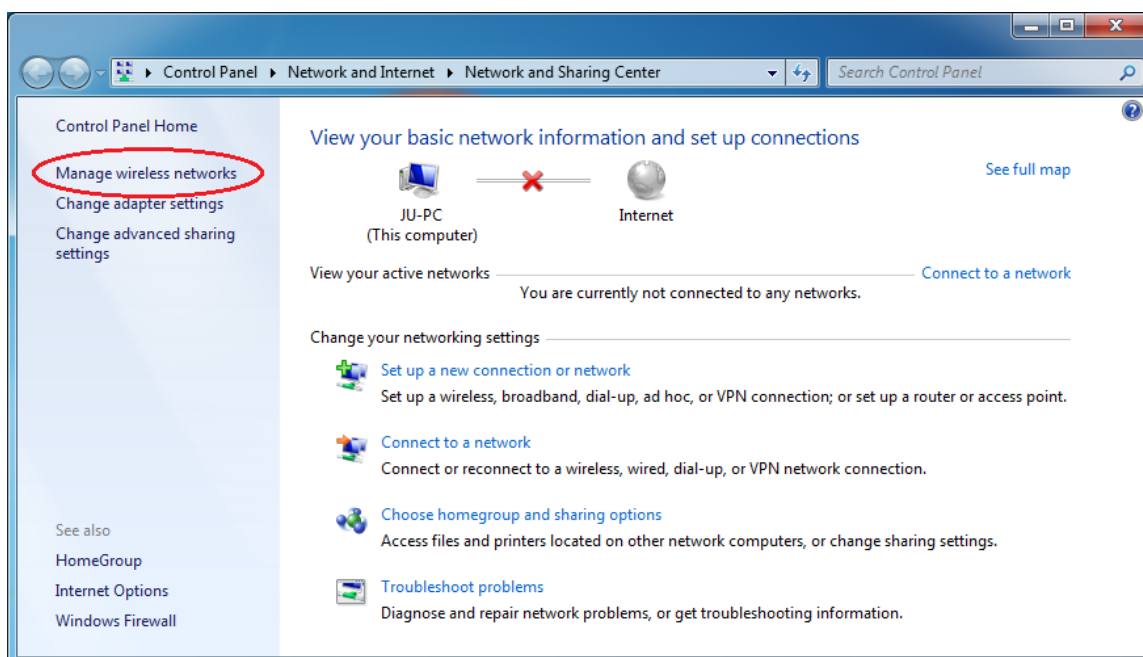 Control Panel Network and Internet Network and Sharing Center
Search Control Panel
Control Panel Home
Manage wireless networks
Change adapter settings
Change advanced sharing
settings
View your basic network information and set up connections
See full map
JU-PC
(This computer)
Internet
View your active networks
Connect to a network
You are currently not connected to any networks.
Change your networking settings
Set up a new connection or network
Set up a wireless, broadband, dial-up, ad hoc, or VPN connection; or set up a router or access point.
Connect to a network
Connect or reconnect to a wireless, wired, dial-up, or VPN network connection.
Choose homegroup and sharing options
Access files and printers located on other network computers, or change sharing settings.
Troubleshoot problems
Diagnose and repair network problems, or get troubleshooting information.
See also
HomeGroup
Internet Options
Windows Firewall